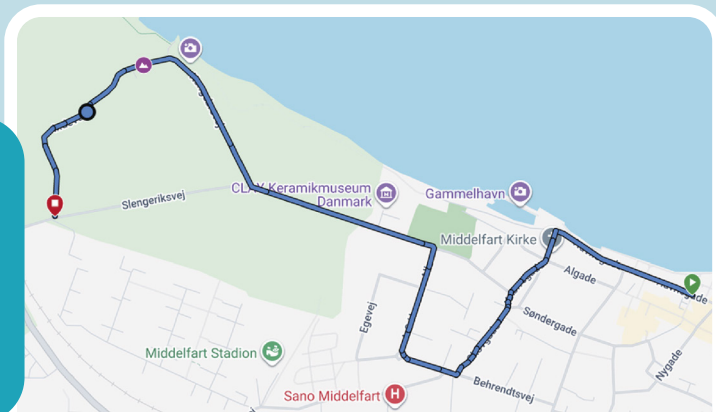 Slengeriksvej
CLAY Keramikmuseum
Danmark
Gammelhavn
Middelfart Kirke
Algade
Egevej
Søndergade
Middelfart Stadion
Nygade
Behrendtsvej
Sano Middelfart
H